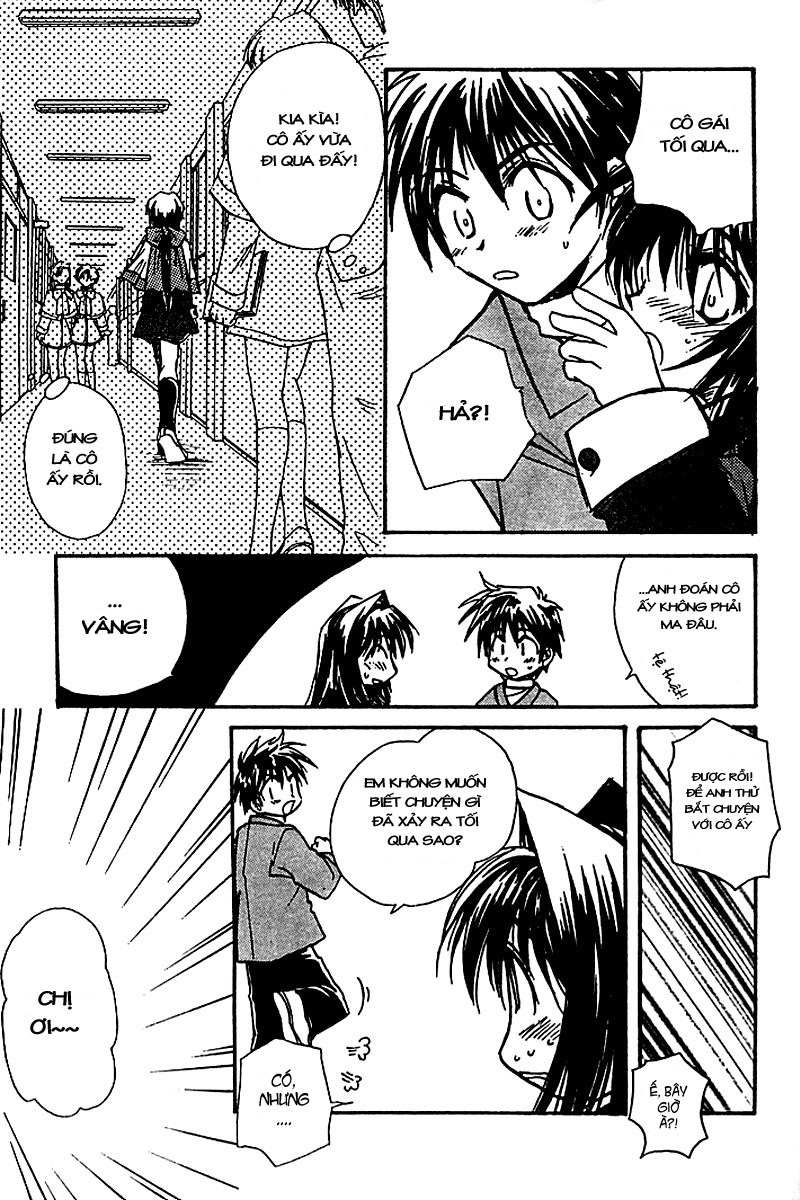 CÔ GÁI
TỐI QUA...
HẢ?!
KIA KÌA!
CÔ ẤY VỪA
ĐI QUA ĐẤY!
ĐÚNG
LÀ CÔ
ẤY RỒI.
...ANH ĐOÁN CÔ
ẤY KHÔNG PHẢI
MA ĐÂU.
tê thật!
...
VÂNG!
ĐƯỢC RỒI!
ĐỂ ANH THỬ
BẮT CHUYỆN
VỚI CÔ ẤY
Ế, BÂY
GIỜ
À?!
EM KHÔNG MUỐN
BIẾT CHUYỆN GÌ
ĐÃ XẢY RA TỐI
QUA SAO?
CÓ,
NHƯNG
....
CHỊ
ƠI~~